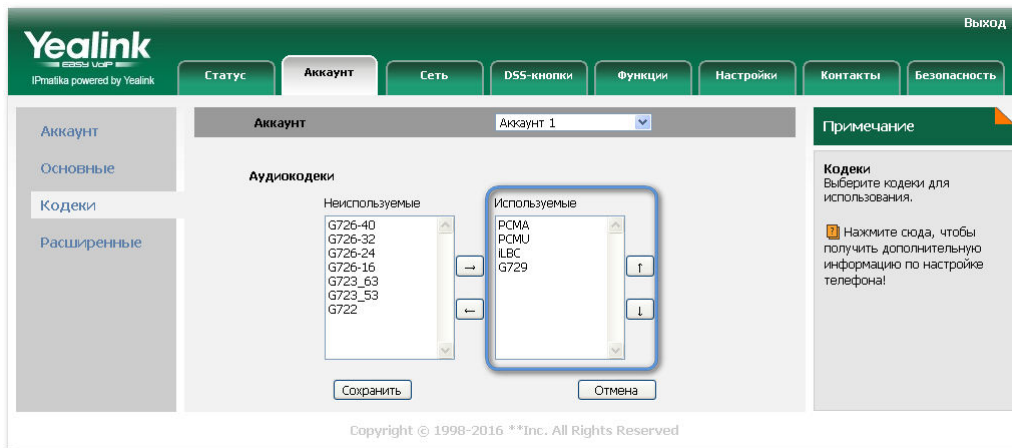 Выход
Yealink
EASY VOIP
IPmatika powered by Yealink
Статус
Аккаунт
Сеть
DSS-кнопки
Функции
Настройки
Контакты
Безопасность
Аккаунт
Основные
Кодеки
Расширенные
Аккаунт
Аккаунт 1
Аудиокодеки
Неиспользуемые
G726-40
G726-32
G726-24
G726-16
G723_63
G723_53
G722
→
←
Используемые
PCMA
PCMU
iLBC
G729
↑
↓
Сохранить
Отмена
Примечание
Кодеки
Выберите кодеки для
использования.
? Нажмите сюда, чтобы
получить дополнительную
информацию по настройке
телефона!
Copyright © 1998-2016 **Inc. All Rights Reserved